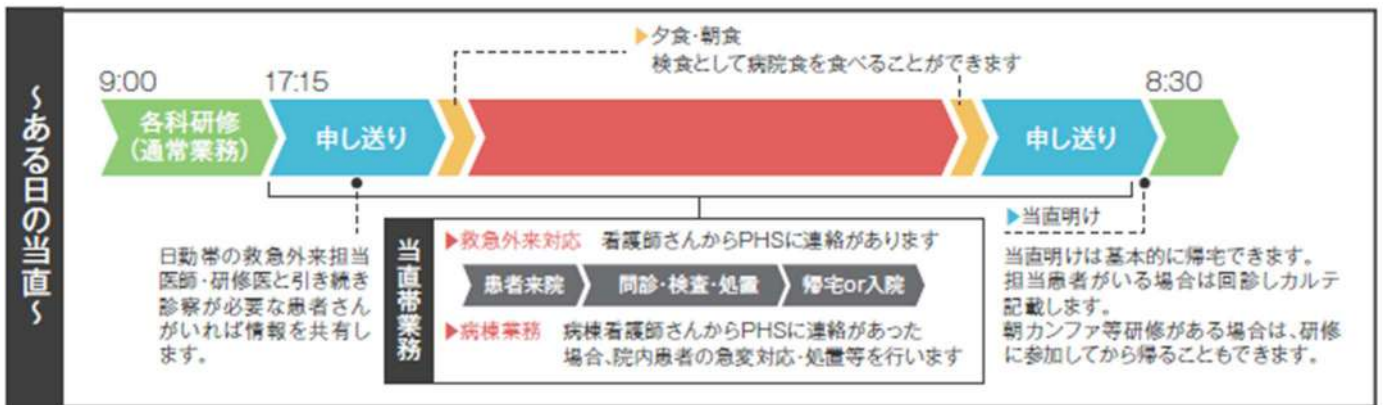 ～ある日の当直～
▶夕食・朝食
検食として病院食を食べることができます
9:00
17:15
8:30
各科研修
(通常業務)
申し送り
申し送り
日勤帯の救急外来担当
医師・研修医と引き続き
診察が必要な患者さん
がいれば情報を共有し
ます。
当直帯業務
▶救急外来対応 看護師さんからPHSに連絡があります
患者来院
問診・検査・処置
帰宅or入院
▶病棟業務 病棟看護師さんからPHSに連絡があった
場合、院内患者の急変対応・処置等を行います
▶当直明け
当直明けは基本的に帰宅できます。
担当患者がいる場合は回診しカルテ
記載します。
朝カンファ等研修がある場合は、研修
に参加してから帰ることもできます。